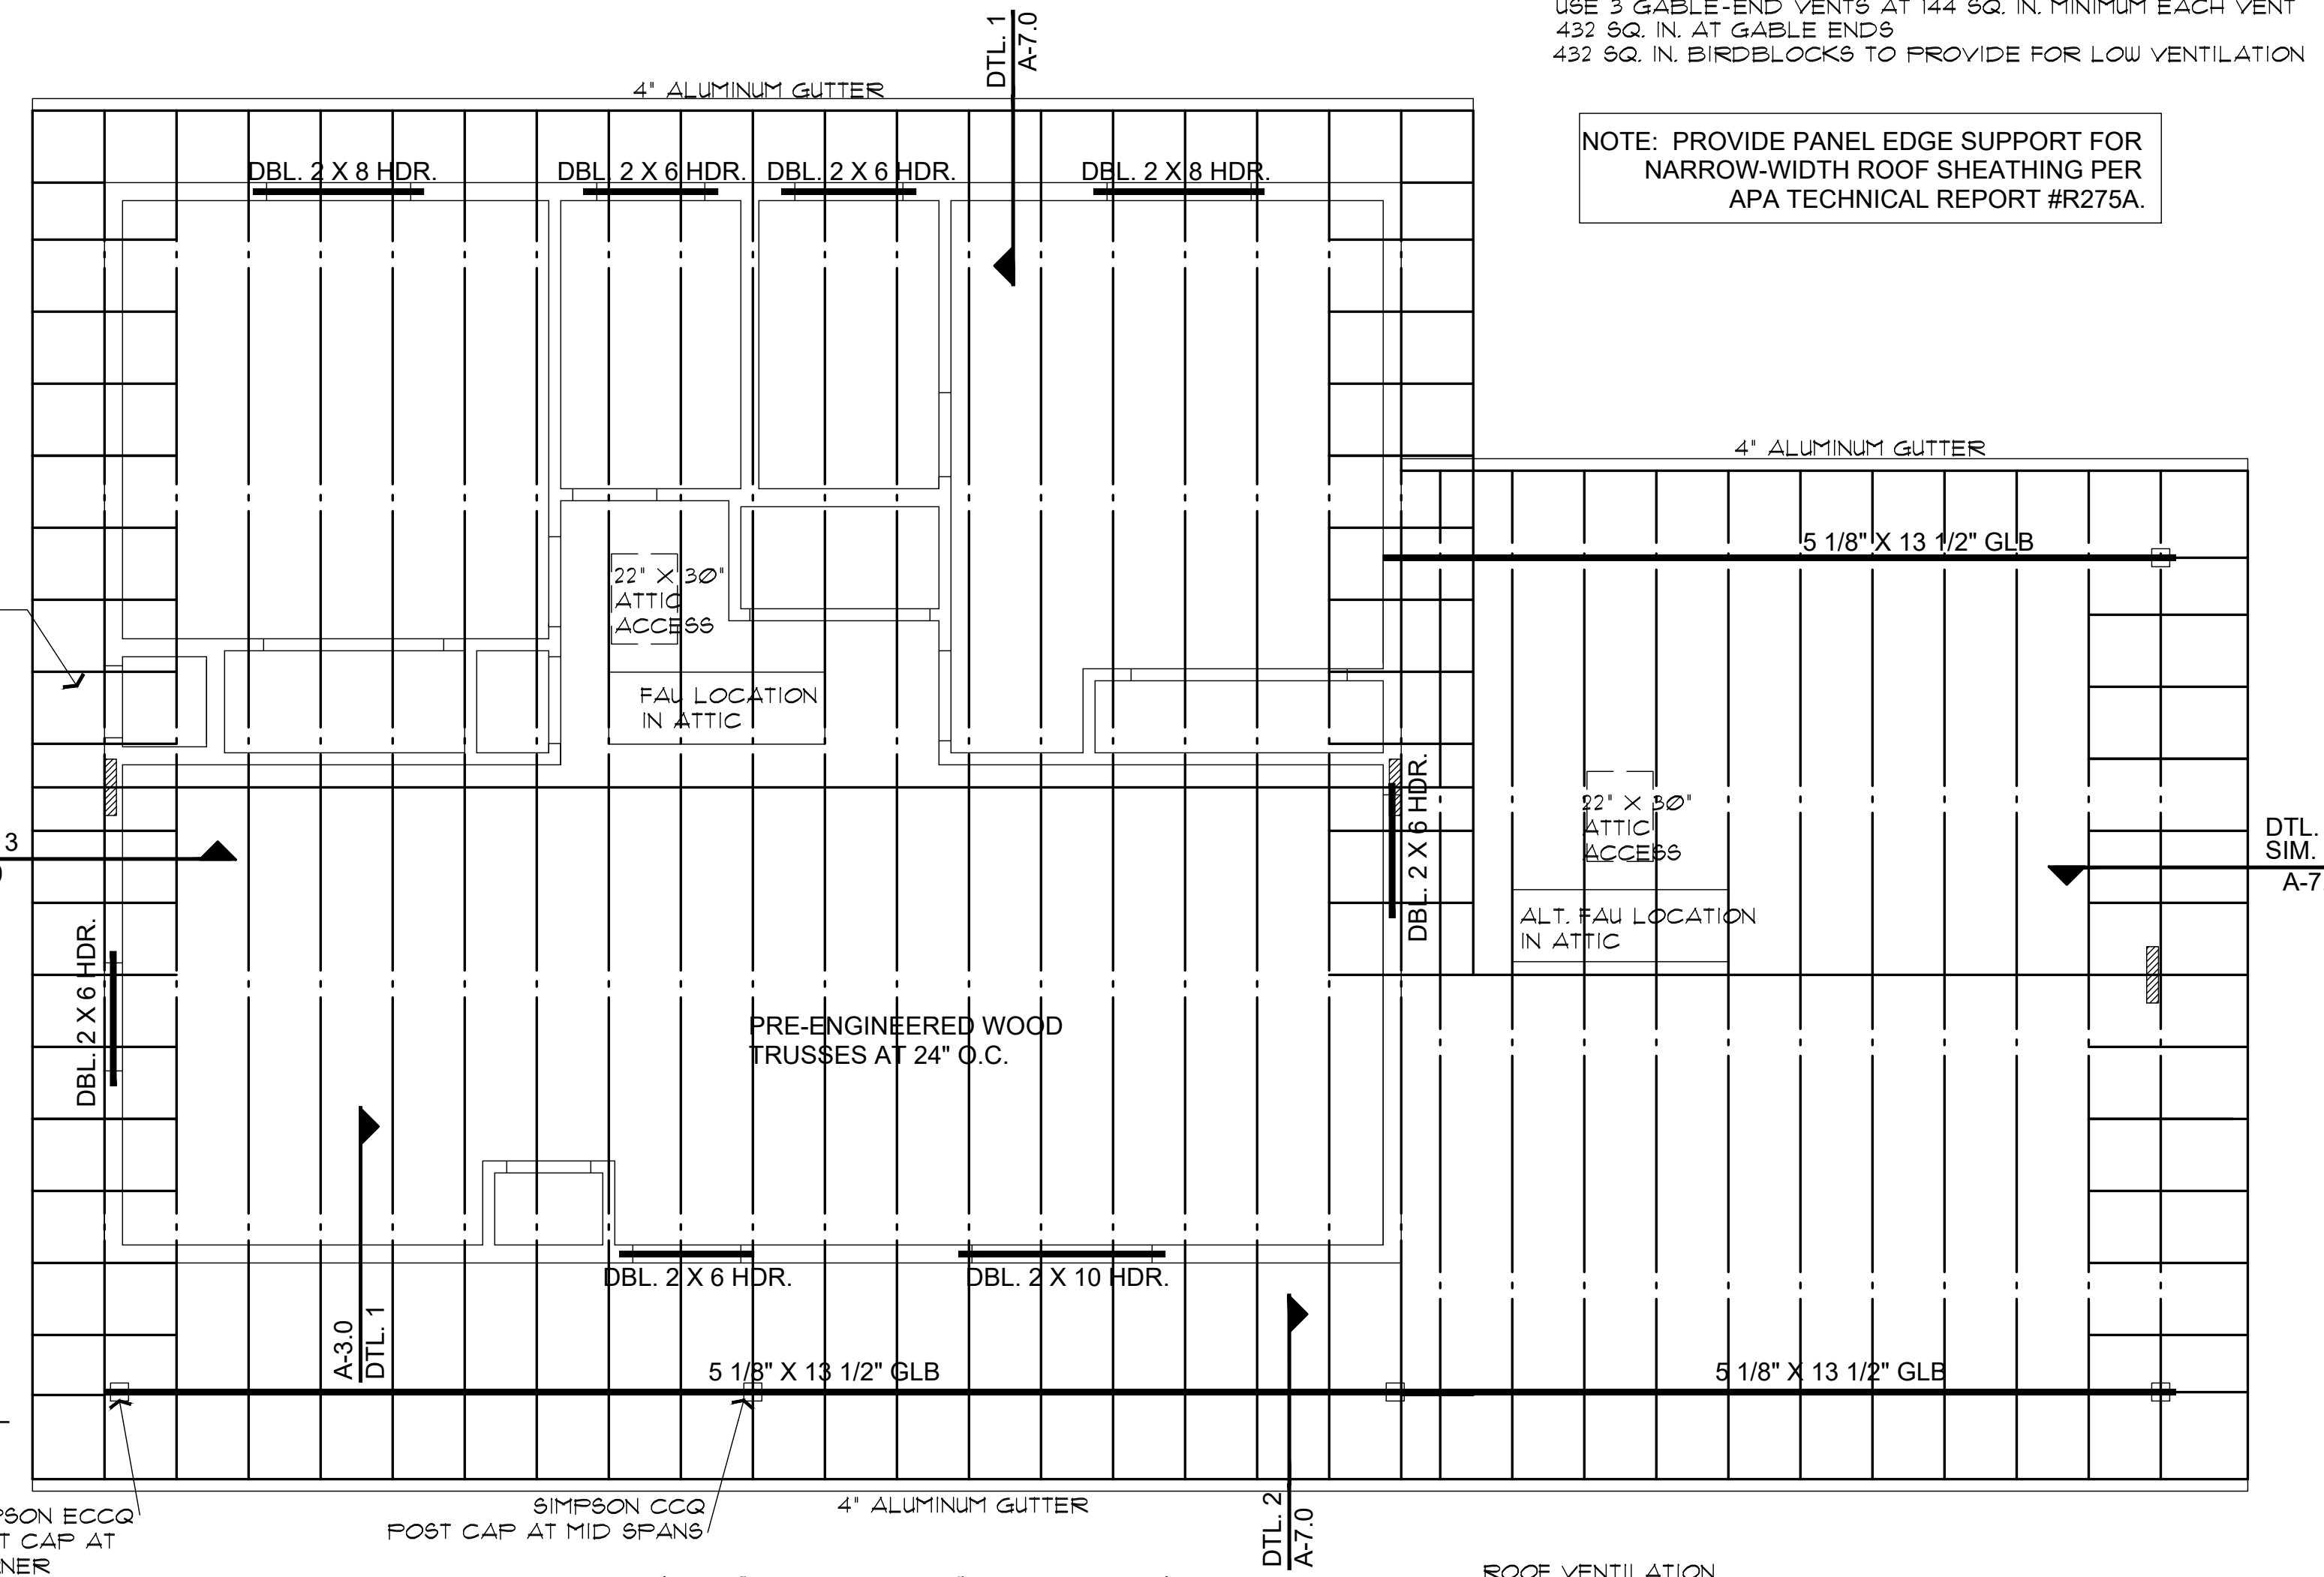 USE 3 GABLE-END VENTS AT 144 SQ. IN. MINIMUM EACH VENT
432 SQ. IN. AT GABLE ENDS
432 SQ. IN. BIRDBLOCKS TO PROVIDE FOR LOW VENTILATION
DTL. 1
A-7.0
4" ALUMINUM GUTTER
NOTE: PROVIDE PANEL EDGE SUPPORT FOR
NARROW-WIDTH ROOF SHEATHING PER
APA TECHNICAL REPORT #R275A.
DBL. 2 X 8 HDR.
DBL. 2 X 6 HDR.
DBL. 2 X 6 HDR.
DBL. 2 X 8 HDR.
4" ALUMINUM GUTTER
5 1/8" X 13 1/2" GLB
22" X 30"
ATTIC
ACCESS
FAU LOCATION
IN ATTIC
DBL. 2 X 6 HDR.
22" X 30"
ATTIC
ACCESS
3
DTL.
SIM.
A-7
ALT. FAU LOCATION
IN ATTIC
DBL. 2 X 6 HDR.
PRE-ENGINEERED WOOD
TRUSSES AT 24" O.C.
DBL. 2 X 6 HDR.
DBL. 2 X 10 HDR.
A-3.0
DTL. 1
5 1/8" X 13 1/2" GLB
5 1/8" X 13 1/2" GLB
PSON ECCQ
T CAP AT
NER
SIMPSON CCQ
POST CAP AT MID SPANS
4" ALUMINUM GUTTER
DTL. 2
A-7.0
ROOF VENTILATION